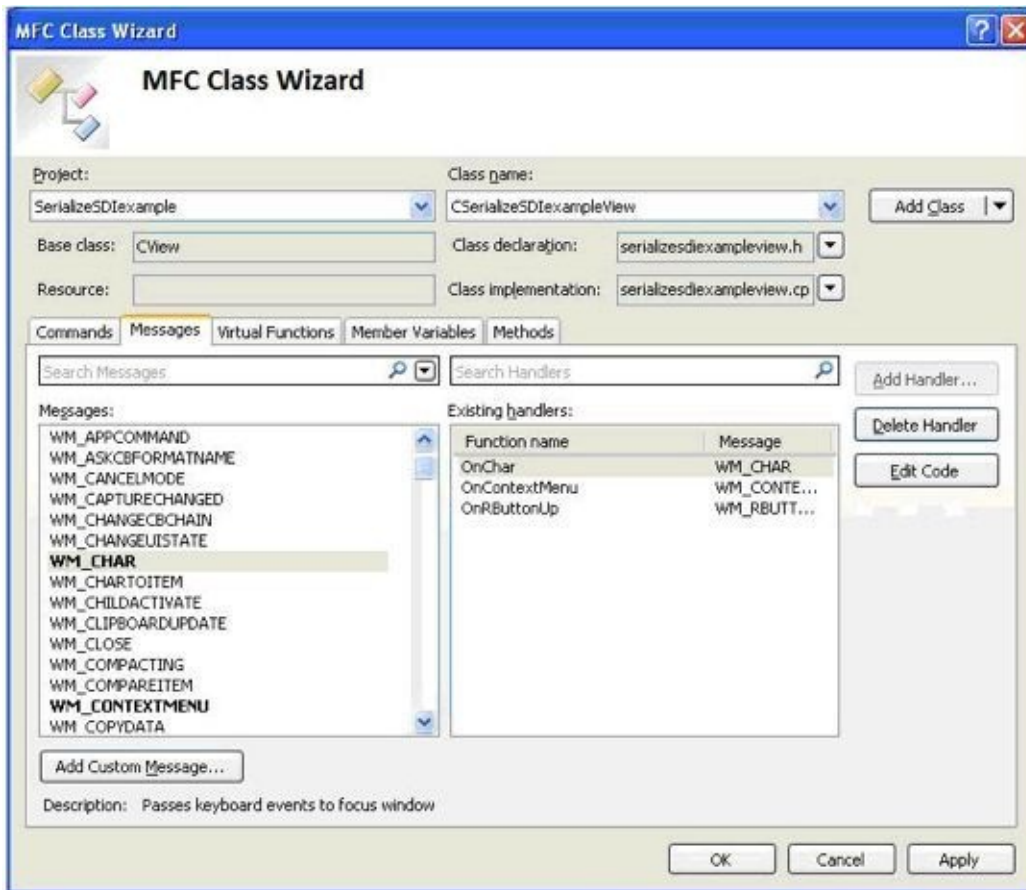 MFC Class Wizard
MFC Class Wizard
Project:
Class name:
SerializeSDIexample
CSerializeSDIexampleView
Add Class
Base class:
CView
Class declaration:
serializesdiexampleview.h
Resource:
Class implementation:
serializesdiexampleview.cp
Commands
Messages
Virtual Functions
Member Variables
Methods
Search Messages
Search Handlers
Add Handler...
Messages:
Existing handlers:
Delete Handler
Edit Code
WM_APPCOMMAND
WM_ASKCBFORMATNAME
WM_CANCELMODE
WM_CAPTURECHANGED
WM_CHANGECBCHAIN
WM_CHANGEUISTATE
WM_CHAR
WM_CHARTOITEM
WM_CHILDACTIVATE
WM_CLIPBOARDUPDATE
WM_CLOSE
WM_COMPACTING
WM_COMPAREITEM
WM_CONTEXTMENU
WM_COPYDATA
Function name Message
OnChar WM_CHAR
OnContextMenu WM_CONTE...
OnRButtonUp WM_RBUTT...
Add Custom Message...
Description: Passes keyboard events to focus window
OK
Cancel
Apply